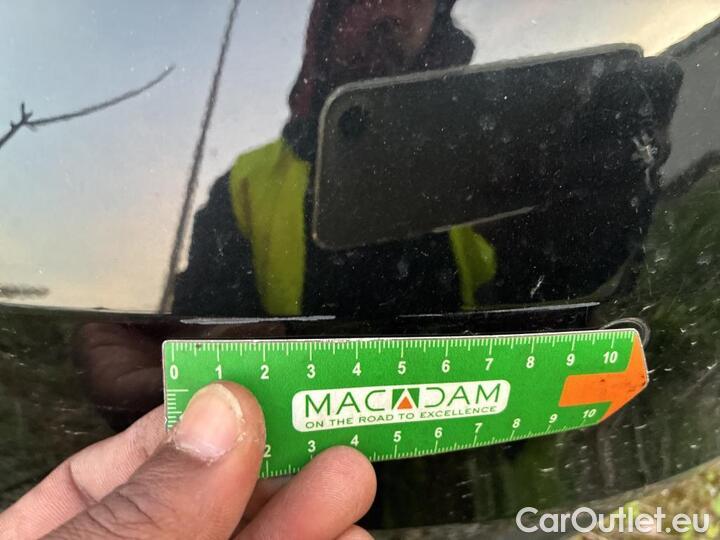 0 1 2 3 4 5 6 7 8 9 10
MACADAM
ON THE ROAD TO EXCELLENCE
2 3 4 5 6 7 8 9 10
CarOutlet.eu